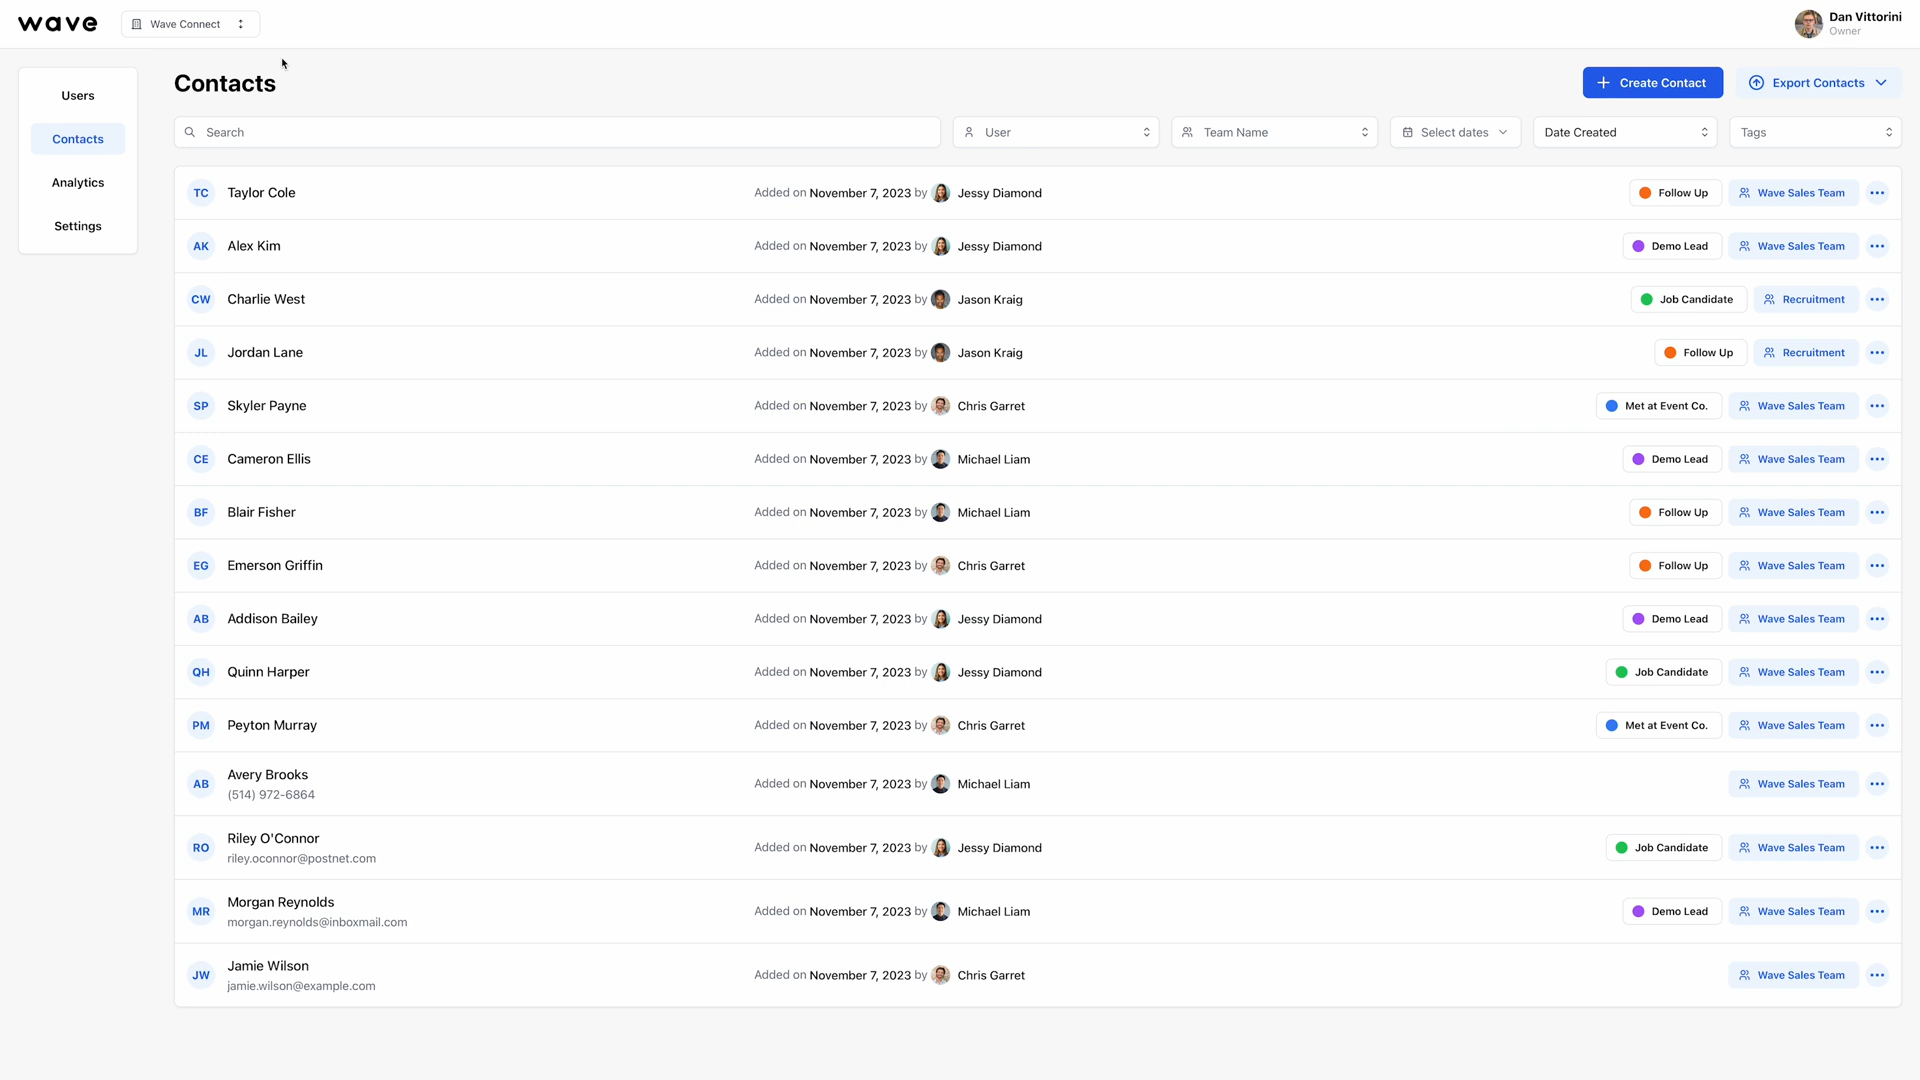 wave
Wave Connect
Dan Vittorini
Owner
Users
Contacts
Analytics
Settings
Contacts
Create Contact
Export Contacts
Search
User
Team Name
Select dates
Date Created
Tags
TC Taylor Cole Added on November 7, 2023 by Jessy Diamond Follow Up Wave Sales Team
AK Alex Kim Added on November 7, 2023 by Jessy Diamond Demo Lead Wave Sales Team
CW Charlie West Added on November 7, 2023 by Jason Kraig Job Candidate Recruitment
JL Jordan Lane Added on November 7, 2023 by Jason Kraig Follow Up Recruitment
SP Skyler Payne Added on November 7, 2023 by Chris Garret Met at Event Co. Wave Sales Team
CE Cameron Ellis Added on November 7, 2023 by Michael Liam Demo Lead Wave Sales Team
BF Blair Fisher Added on November 7, 2023 by Michael Liam Follow Up Wave Sales Team
EG Emerson Griffin Added on November 7, 2023 by Chris Garret Follow Up Wave Sales Team
AB Addison Bailey Added on November 7, 2023 by Jessy Diamond Demo Lead Wave Sales Team
QH Quinn Harper Added on November 7, 2023 by Jessy Diamond Job Candidate Wave Sales Team
PM Peyton Murray Added on November 7, 2023 by Chris Garret Met at Event Co. Wave Sales Team
AB Avery Brooks Added on November 7, 2023 by Michael Liam Wave Sales Team
(514) 972-6864
RO Riley O'Connor Added on November 7, 2023 by Jessy Diamond Job Candidate Wave Sales Team
riley.oconnor@postnet.com
MR Morgan Reynolds Added on November 7, 2023 by Michael Liam Demo Lead Wave Sales Team
morgan.reynolds@inboxmail.com
JW Jamie Wilson Added on November 7, 2023 by Chris Garret Wave Sales Team
jamie.wilson@example.com